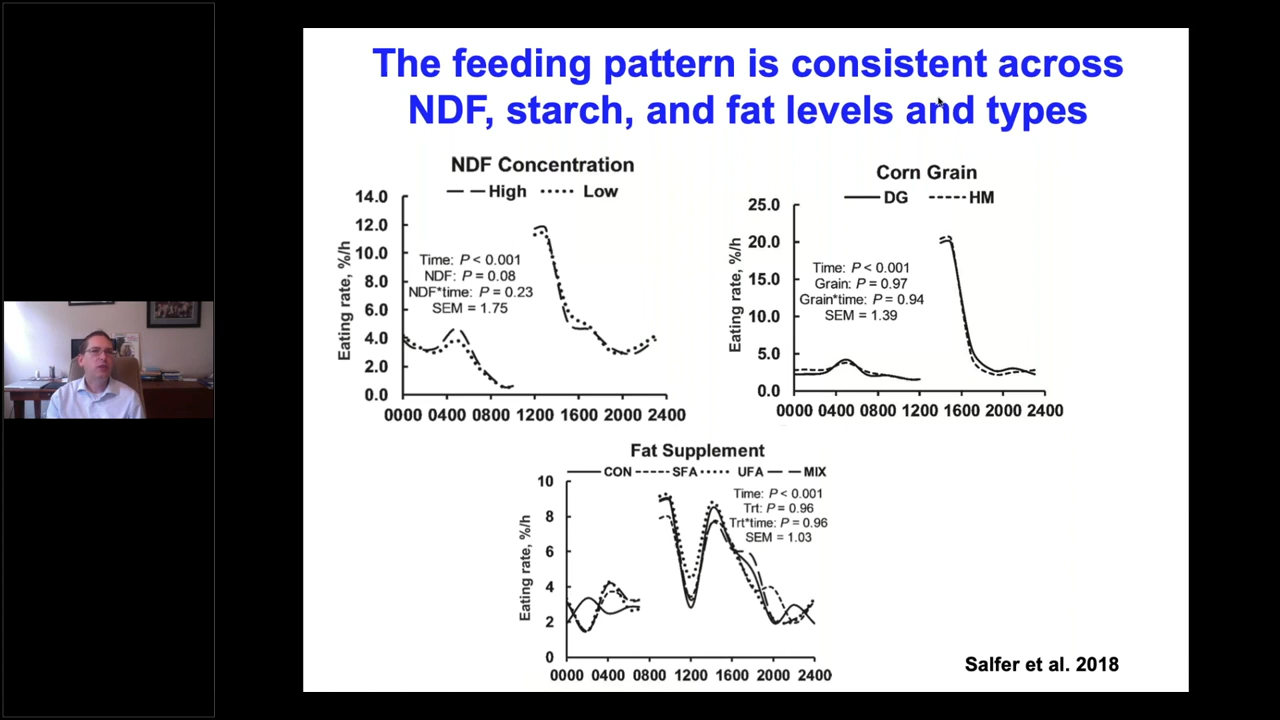 The feeding pattern is consistent across
NDF, starch, and fat levels and types
NDF Concentration
High Low
14.0
12.0
10.0
8.0
6.0
4.0
2.0
0.0
Eating rate, %/h
Time: P < 0.001
NDF: P = 0.08
NDF*time: P = 0.23
SEM = 1.75
0000 0400 0800 1200 1600 2000 2400
Corn Grain
DG HM
25.0
20.0
15.0
10.0
5.0
0.0
Eating rate, %/h
Time: P < 0.001
Grain: P = 0.97
Grain*time: P = 0.94
SEM = 1.39
0000 0400 0800 1200 1600 2000 2400
Fat Supplement
CON SFA UFA MIX
10
8
6
4
2
0
Eating rate, %/h
Time: P < 0.001
Trt: P = 0.96
Trt*time: P = 0.96
SEM = 1.03
0000 0400 0800 1200 1600 2000 2400
Salfer et al. 2018